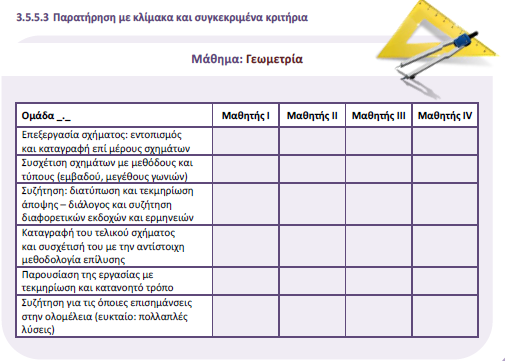 3.5.5.3 Παρατήρηση με κλίμακα και συγκεκριμένα κριτήρια
Μάθημα: Γεωμετρία
Ομάδα _._ Μαθητής I Μαθητής II Μαθητής III Μαθητής IV
Επεξεργασία σχήματος: εντοπισμός
και καταγραφή επί μέρους σχημάτων
Συσχέτιση σχημάτων με μεθόδους και
τύπους (εμβαδού, μεγέθους γωνιών)
Συζήτηση: διατύπωση και τεκμηρίωση
άποψης – διάλογος και συζήτηση
διαφορετικών εκδοχών και ερμηνειών
Καταγραφή του τελικού σχήματος
και συσχέτισή του με την αντίστοιχη
μεθοδολογία επίλυσης
Παρουσίαση της εργασίας με
τεκμηρίωση και κατανοητό τρόπο
Συζήτηση για τις όποιες επισημάνσεις
στην ολομέλεια (ευκταίο: πολλαπλές
λύσεις)